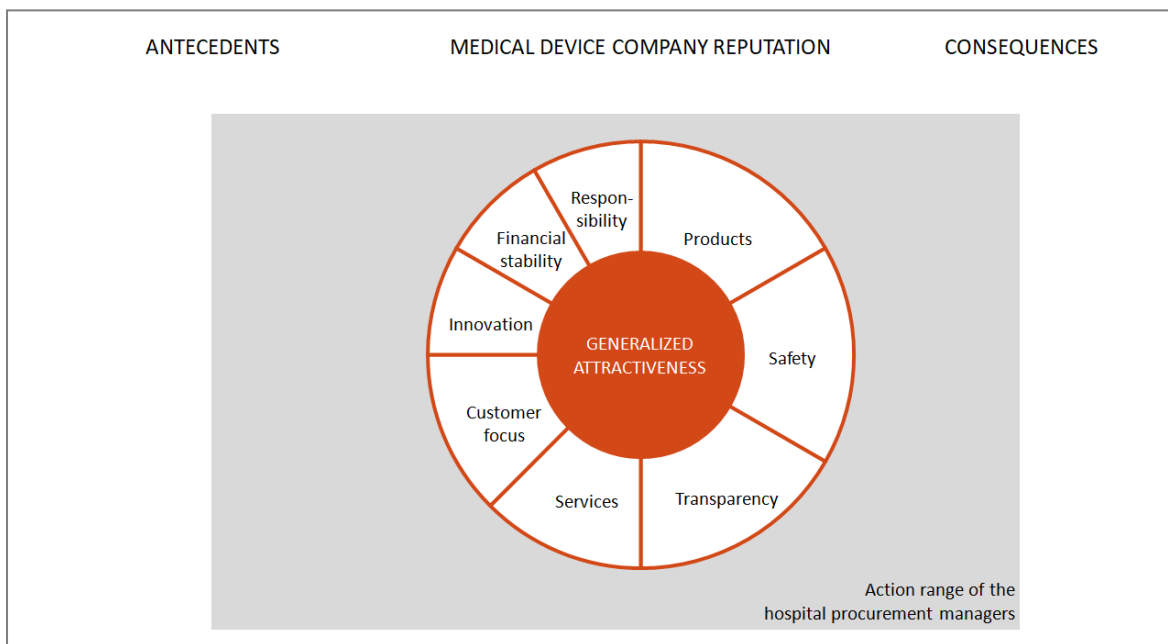 ANTECEDENTS
MEDICAL DEVICE COMPANY REPUTATION
CONSEQUENCES
Respon-
sibility
Products
Financial
stability
Innovation
GENERALIZED
ATTRACTIVENESS
Safety
Customer
focus
Services
Transparency
Action range of the
hospital procurement managers